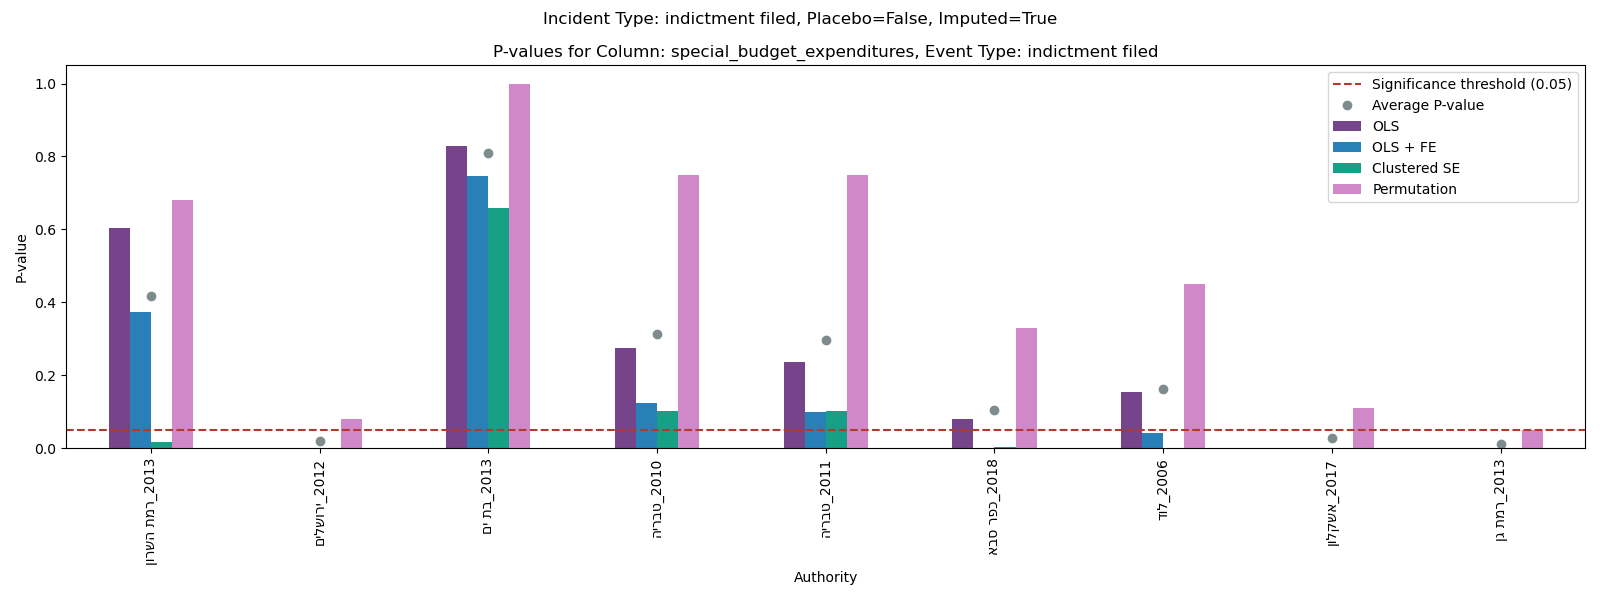 Incident Type: indictment filed, Placebo=False, Imputed=True
P-values for Column: special_budget_expenditures, Event Type: indictment filed
Significance threshold (0.05)
Average P-value
OLS
OLS + FE
Clustered SE
Permutation
P-value
1.0
0.8
0.6
0.4
0.2
0.0
רמת השרון_2013
ירושלים_2012
בת ים_2013
טבריה_2010
טבריה_2011
כפר סבא_2018
לוד_2006
אשקלון_2017
רמת גן_2013
Authority